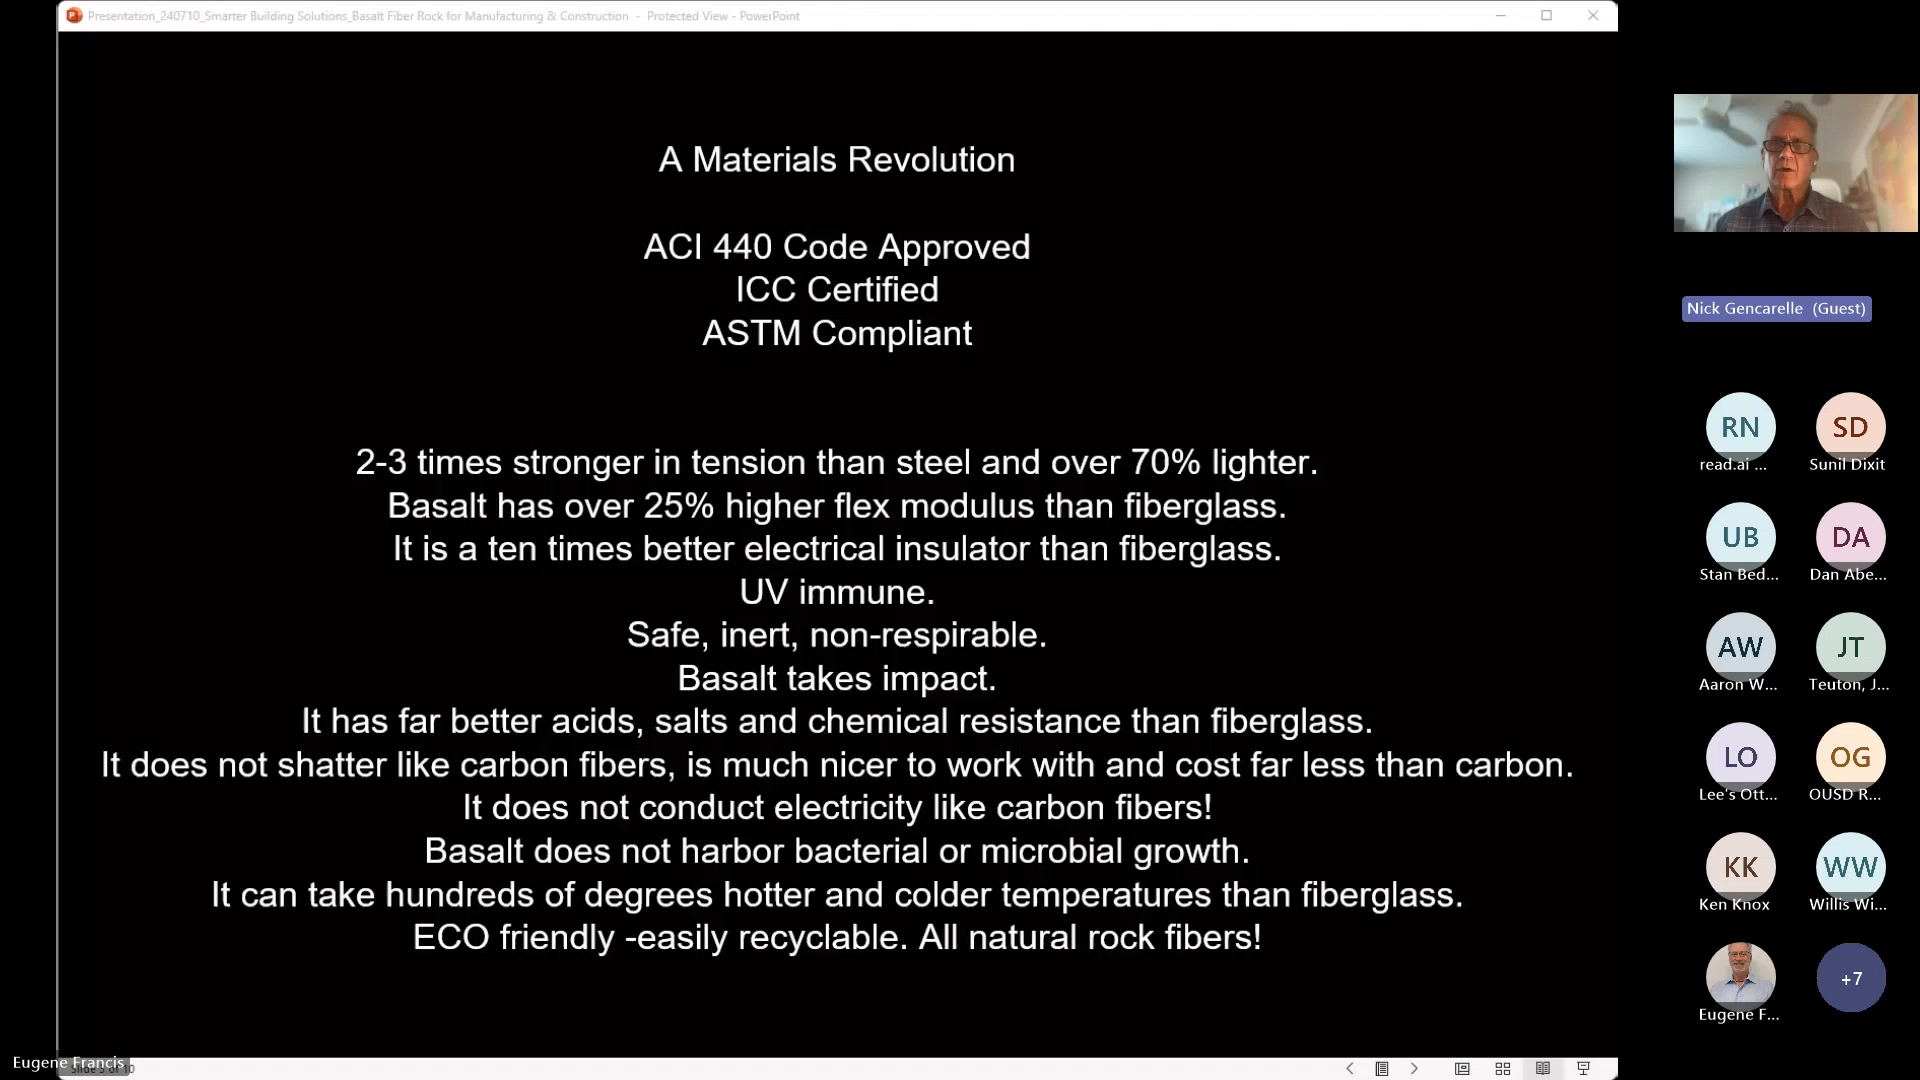 Presentation_240710_Smarter Building Solutions_Basalt Fiber Rock for Manufacturing & Construction - Protected View - PowerPoint
A Materials Revolution
ACI 440 Code Approved
ICC Certified
ASTM Compliant
2-3 times stronger in tension than steel and over 70% lighter.
Basalt has over 25% higher flex modulus than fiberglass.
It is a ten times better electrical insulator than fiberglass.
UV immune.
Safe, inert, non-respirable.
Basalt takes impact.
It has far better acids, salts and chemical resistance than fiberglass.
It does not shatter like carbon fibers, is much nicer to work with and cost far less than carbon.
It does not conduct electricity like carbon fibers!
Basalt does not harbor bacterial or microbial growth.
It can take hundreds of degrees hotter and colder temperatures than fiberglass.
ECO friendly -easily recyclable. All natural rock fibers!
Nick Gencarelle (Guest)
RN
read.ai ...
SD
Sunil Dixit
UB
Stan Bed...
DA
Dan Abe...
AW
Aaron W...
JT
Teuton, J...
LO
Lee's Ott...
OG
OUSD R...
KK
Ken Knox
WW
Willis Wi...
Eugene F...
+7
Eugene Francis